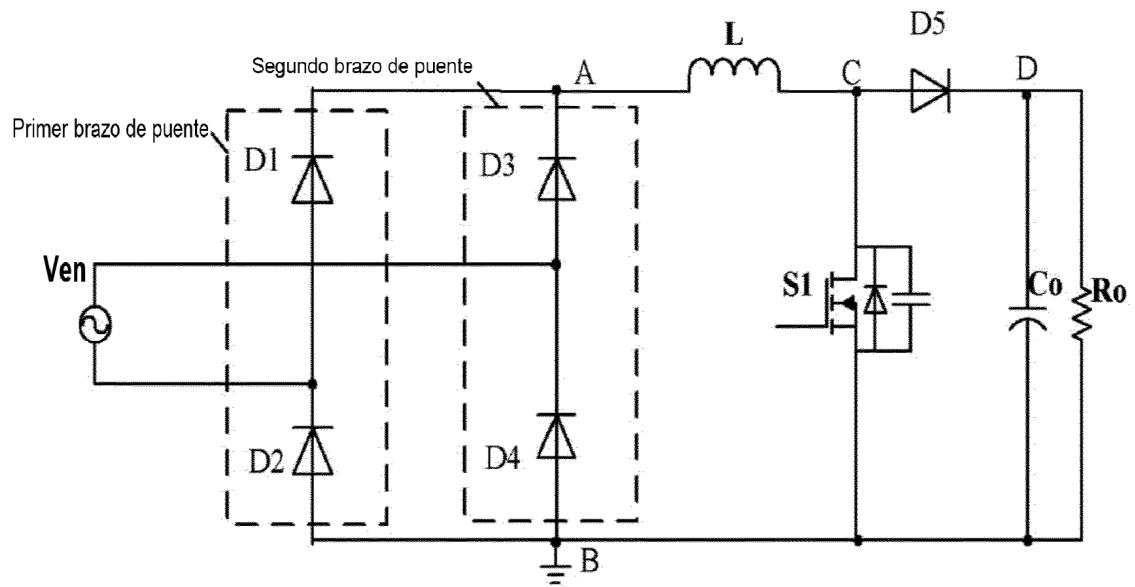 D5
L
Segundo brazo de puente
A
C
D
Primer brazo de puente
D1
D3
Ven
S1
Co
Ro
D2
D4
B